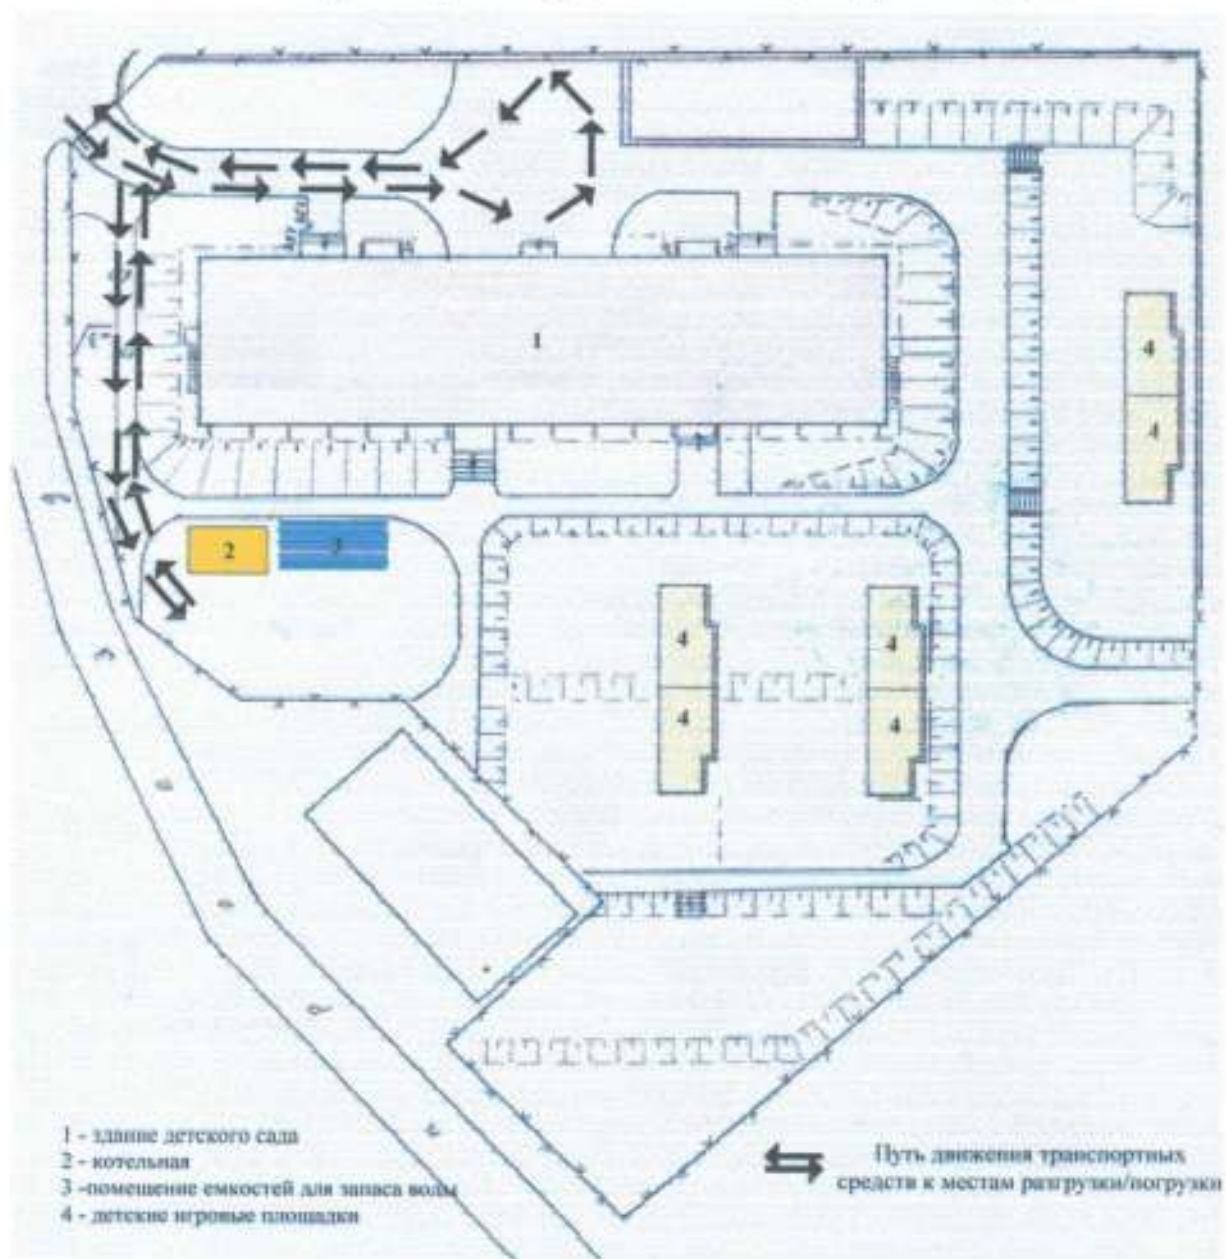 1
2
3
4
4
4
4
4
4
1 - здание детского сада
2 - котельная
3 -помещение емкостей для запаса воды
4 - детские игровые площадки
Путь движения транспортных
средств к местам разгрузки/погрузки